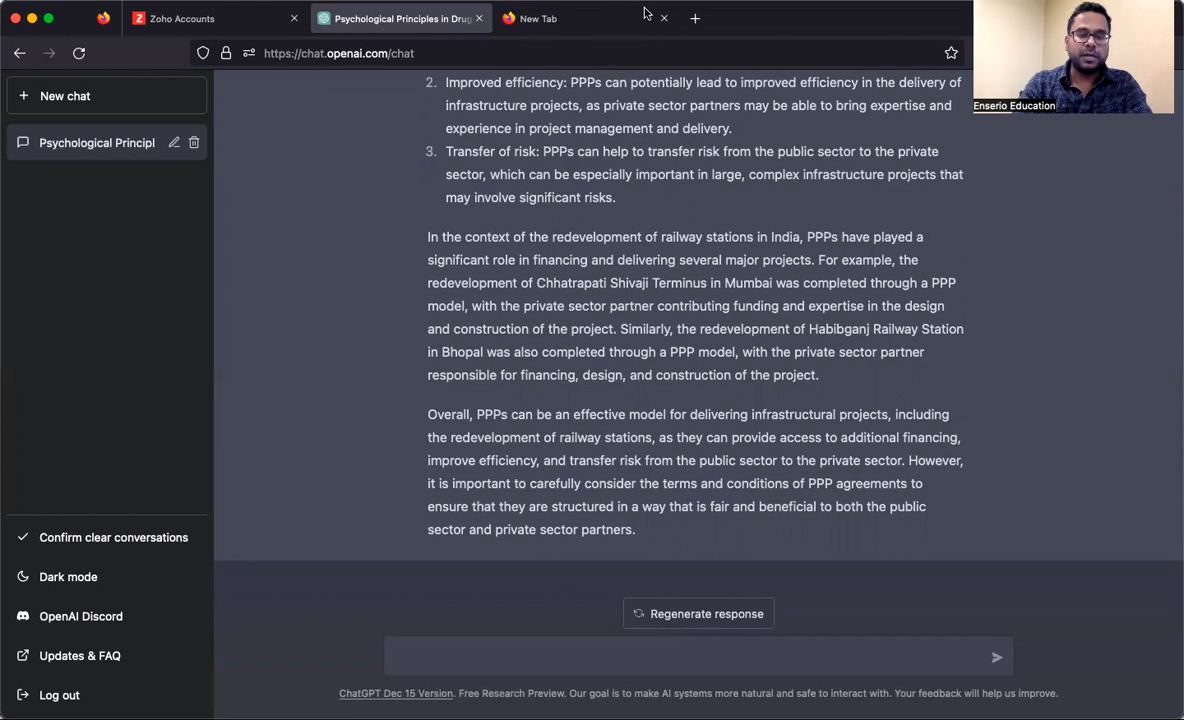 Zoho Accounts
Psychological Principles in Drug
New Tab
https://chat.openai.com/chat
Enserio Education
New chat
Psychological Principl
2. Improved efficiency: PPPs can potentially lead to improved efficiency in the delivery of
infrastructure projects, as private sector partners may be able to bring expertise and
experience in project management and delivery.
3. Transfer of risk: PPPs can help to transfer risk from the public sector to the private
sector, which can be especially important in large, complex infrastructure projects that
may involve significant risks.
In the context of the redevelopment of railway stations in India, PPPs have played a
significant role in financing and delivering several major projects. For example, the
redevelopment of Chhatrapati Shivaji Terminus in Mumbai was completed through a PPP
model, with the private sector partner contributing funding and expertise in the design
and construction of the project. Similarly, the redevelopment of Habibganj Railway Station
in Bhopal was also completed through a PPP model, with the private sector partner
responsible for financing, design, and construction of the project.
Overall, PPPs can be an effective model for delivering infrastructural projects, including
the redevelopment of railway stations, as they can provide access to additional financing,
improve efficiency, and transfer risk from the public sector to the private sector. However,
it is important to carefully consider the terms and conditions of PPP agreements to
ensure that they are structured in a way that is fair and beneficial to both the public
sector and private sector partners.
Confirm clear conversations
Dark mode
OpenAI Discord
Updates & FAQ
Log out
Regenerate response
ChatGPT Dec 15 Version. Free Research Preview. Our goal is to make AI systems more natural and safe to interact with. Your feedback will help us improve.